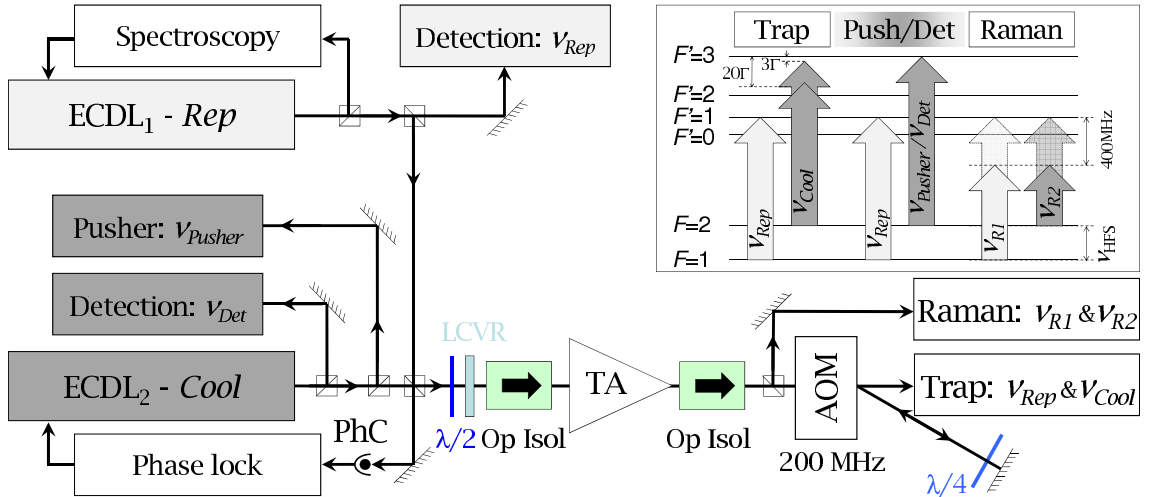 Spectroscopy
Detection: νRep
ECDL1 - Rep
Pusher: νPusher
Detection: νDet
ECDL2 - Cool
Phase lock
PhC
λ/2
LCVR
Op Isol
TA
Op Isol
AOM
200 MHz
λ/4
Raman: νR1 &νR2
Trap: νRep &νCool
Trap
Push/Det
Raman
F'=3
F'=2
F'=1
F'=0
F=2
F=1
20Γ
3Γ
νRep
νCool
νRep
νPusher/νDet
νR1
νR2
400MHz
νHFS